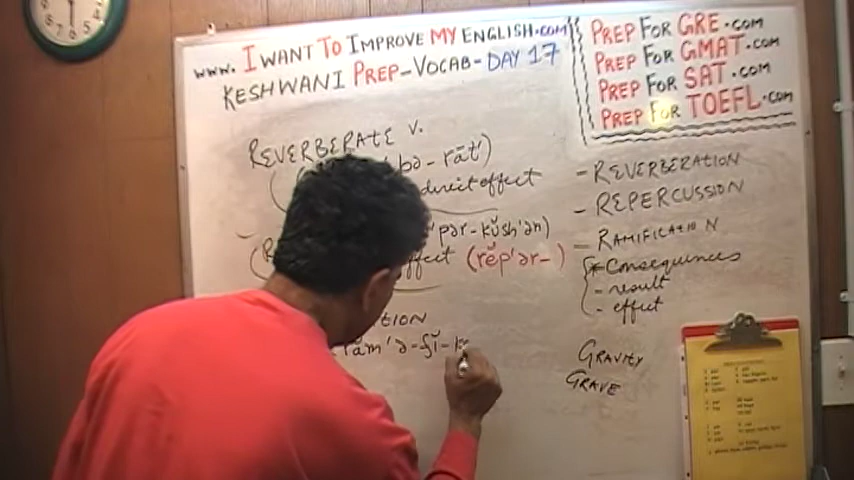 www. I WANT TO IMPROVE MY ENGLISH.COM
KESHWANI PREP-VOCAB- DAY 17
PREP FOR GRE.COM
PREP FOR GMAT.COM
PREP FOR SAT.COM
PREP FOR TOEFL.COM
REVERBERATE V.
bə-rāt')
indirect effect
'pər-kŭsh'ən)
effect (rĕp'ər- )
TION
răm'ə-fĭ-k
- REVERBERATION
- REPERCUSSION
- RAMIFICATION
* Consequences
- result
- effect
GRAVITY
GRAVE